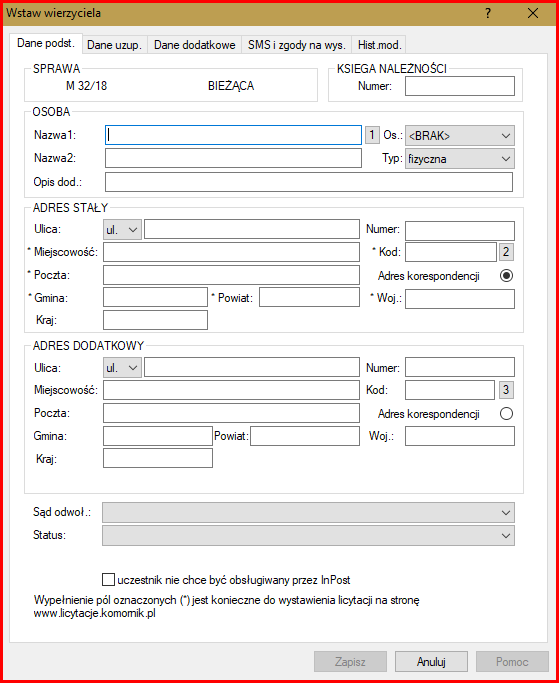 Wstaw wierzyciela ?
Dane podst. Dane uzup. Dane dodatkowe SMS i zgody na wys. Hist.mod.
SPRAWA KSIEGA NALEŻNOŚCI
M 32/18 BIEŻĄCA Numer:
OSOBA
Nazwa1: 1 Os.: <BRAK>
Nazwa2: Typ: fizyczna
Opis dod.:
ADRES STAŁY
Ulica: ul. Numer:
* Miejscowość: * Kod: 2
* Poczta: Adres korespondencji
* Gmina: * Powiat: * Woj.:
Kraj:
ADRES DODATKOWY
Ulica: ul. Numer:
Miejscowość: Kod: 3
Poczta: Adres korespondencji
Gmina: Powiat: Woj.:
Kraj:
Sąd odwoł.:
Status:
uczestnik nie chce być obsługiwany przez InPost
Wypełnienie pól oznaczonych (*) jest konieczne do wystawienia licytacji na stronę
www.licytacje.komornik.pl
Zapisz Anuluj Pomoc